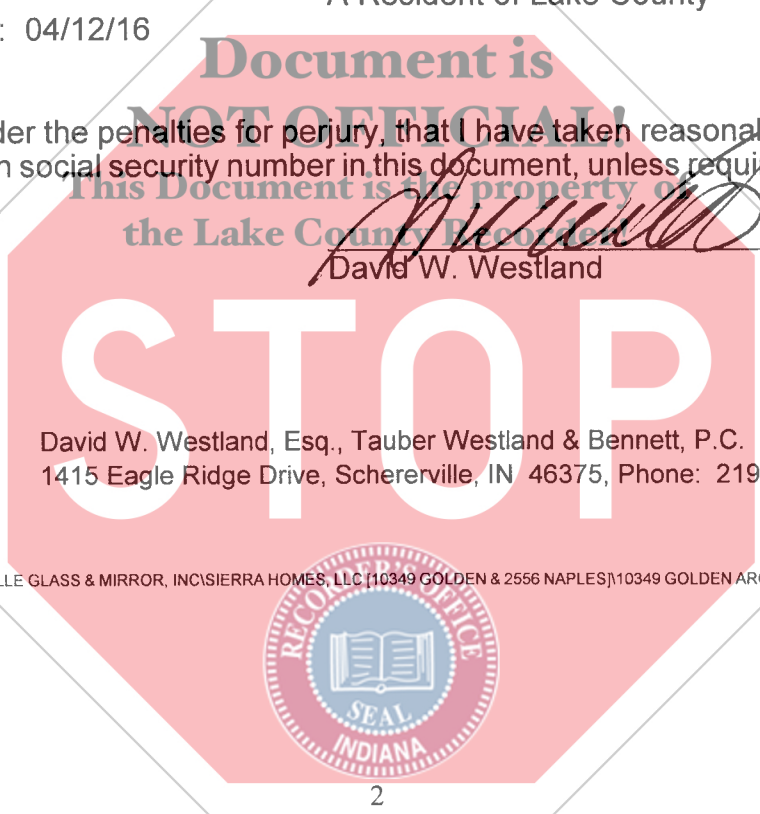 A Resident of Lake County
: 04/12/16
Document is
NOT OFFICIAL!
der the penalties for perjury, that I have taken reasonal
n social security number in this document, unless requi
This Document is the property of
the Lake County Recorder!
David W. Westland
STOP
David W. Westland, Esq., Tauber Westland & Bennett, P.C.
1415 Eagle Ridge Drive, Schererville, IN 46375, Phone: 219
LLE GLASS & MIRROR, INC\SIERRA HOMES, LLC [10349 GOLDEN & 2556 NAPLES]\10349 GOLDEN AR
RECORDER'S OFFICE
SEAL
INDIANA
2